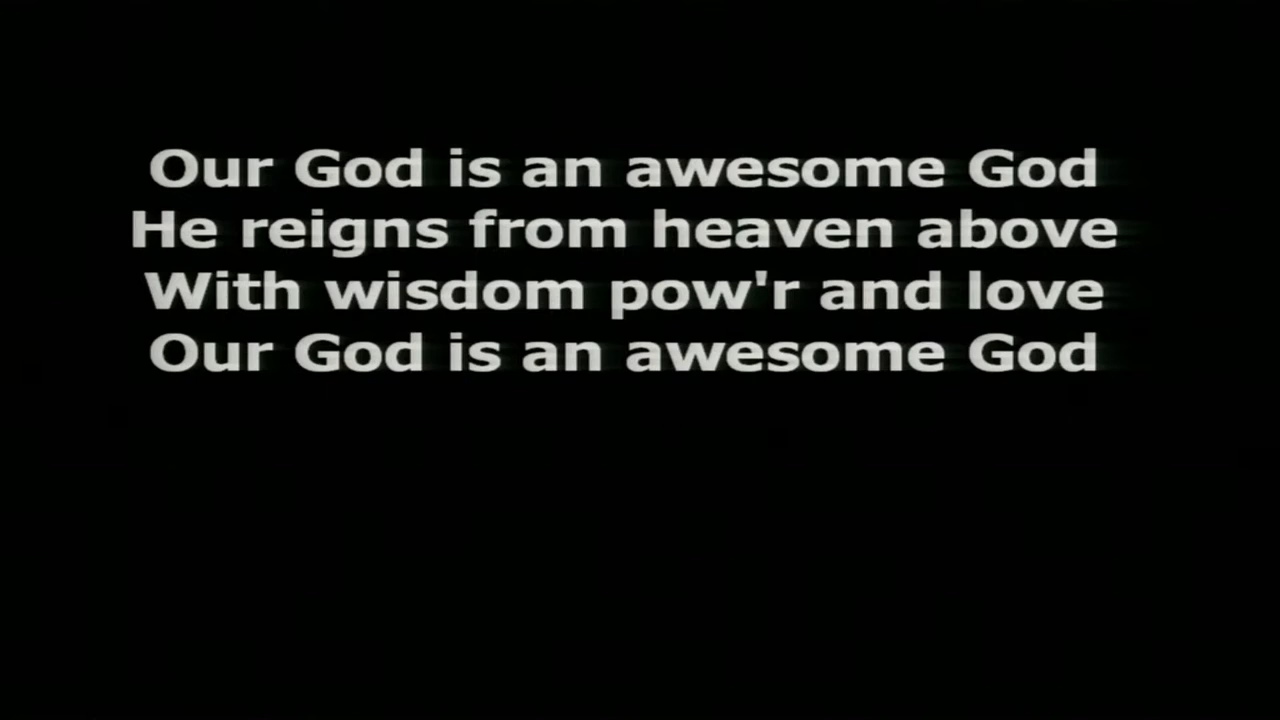 Our God is an awesome God
He reigns from heaven above
With wisdom pow'r and love
Our God is an awesome God